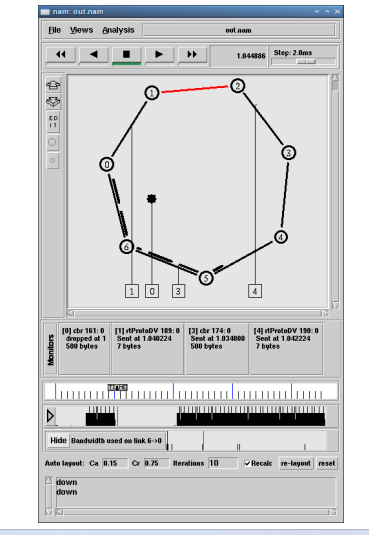 nam: out.nam
File Views Analysis out.nam
1.044886 Step: 2.0ms
ED
IT
1
2
0
3
4
6
5
1 0 3 4
Monitors
[0] cbr 161: 0
dropped at 1
500 bytes
[1] rtProtoDV 189: 0
Sent at 1.040224
7 bytes
[3] cbr 174: 0
Sent at 1.034000
500 bytes
[4] rtProtoDV 190: 0
Sent at 1.042224
7 bytes
Hide Bandwidth used on link 6->0
Auto layout: Ca 0.15 Cr 0.75 Iterations 10 Recalc re-layout reset
down
down